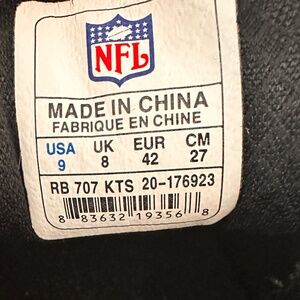 NFL
MADE IN CHINA
FABRIQUE EN CHINE
USA UK EUR CM
9 8 42 27
RB 707 KTS 20-176923
8 83632 19356 8